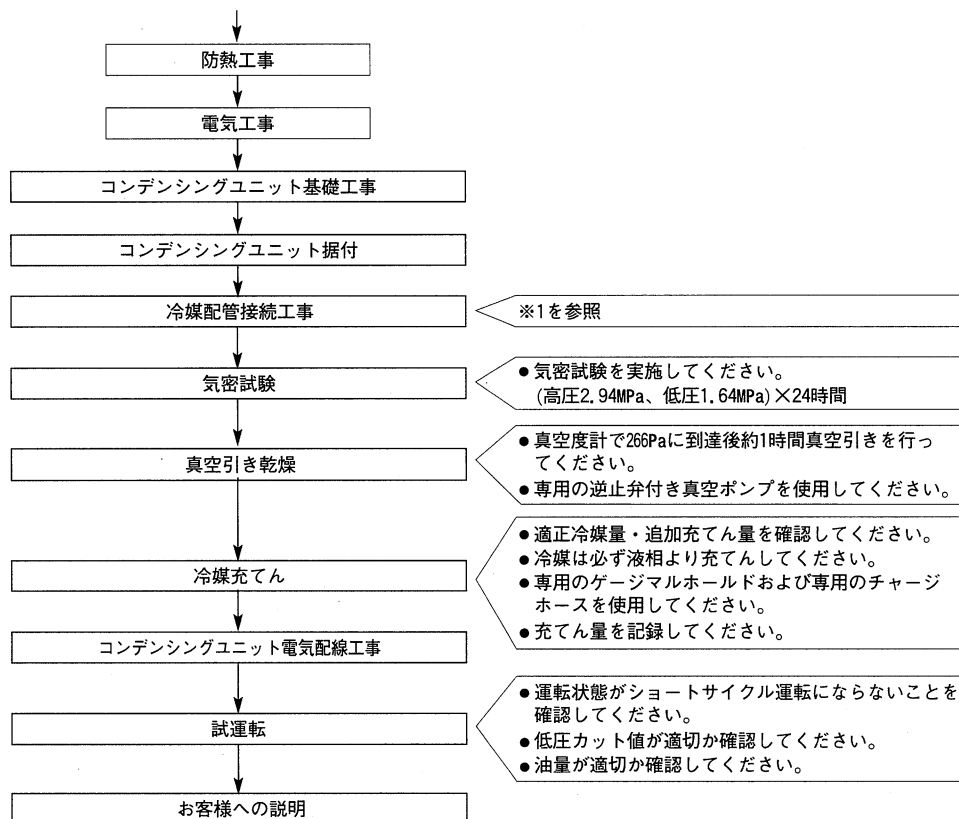 防熱工事
電気工事
コンデンシングユニット基礎工事
コンデンシングユニット据付
冷媒配管接続工事
※1を参照
気密試験
●気密試験を実施してください。
(高圧2.94MPa、低圧1.64MPa)×24時間
真空引き乾燥
●真空度計で266Paに到達後約1時間真空引きを行っ
てください。
●専用の逆止弁付き真空ポンプを使用してください。
冷媒充てん
●適正冷媒量・追加充てん量を確認してください。
●冷媒は必ず液相より充てんしてください。
●専用のゲージマルホールドおよび専用のチャージ
ホースを使用してください。
●充てん量を記録してください。
コンデンシングユニット電気配線工事
試運転
●運転状態がショートサイクル運転にならないことを
確認してください。
●低圧カット値が適切か確認してください。
●油量が適切か確認してください。
お客様への説明